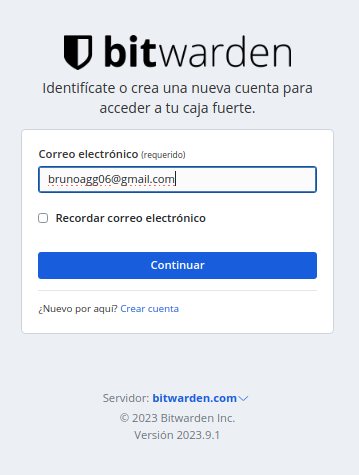 bitwarden
Identifícate o crea una nueva cuenta para
acceder a tu caja fuerte.
Correo electrónico (requerido)
brunoagg06@gmail.com
Recordar correo electrónico
Continuar
¿Nuevo por aquí? Crear cuenta
Servidor: bitwarden.com
© 2023 Bitwarden Inc.
Versión 2023.9.1